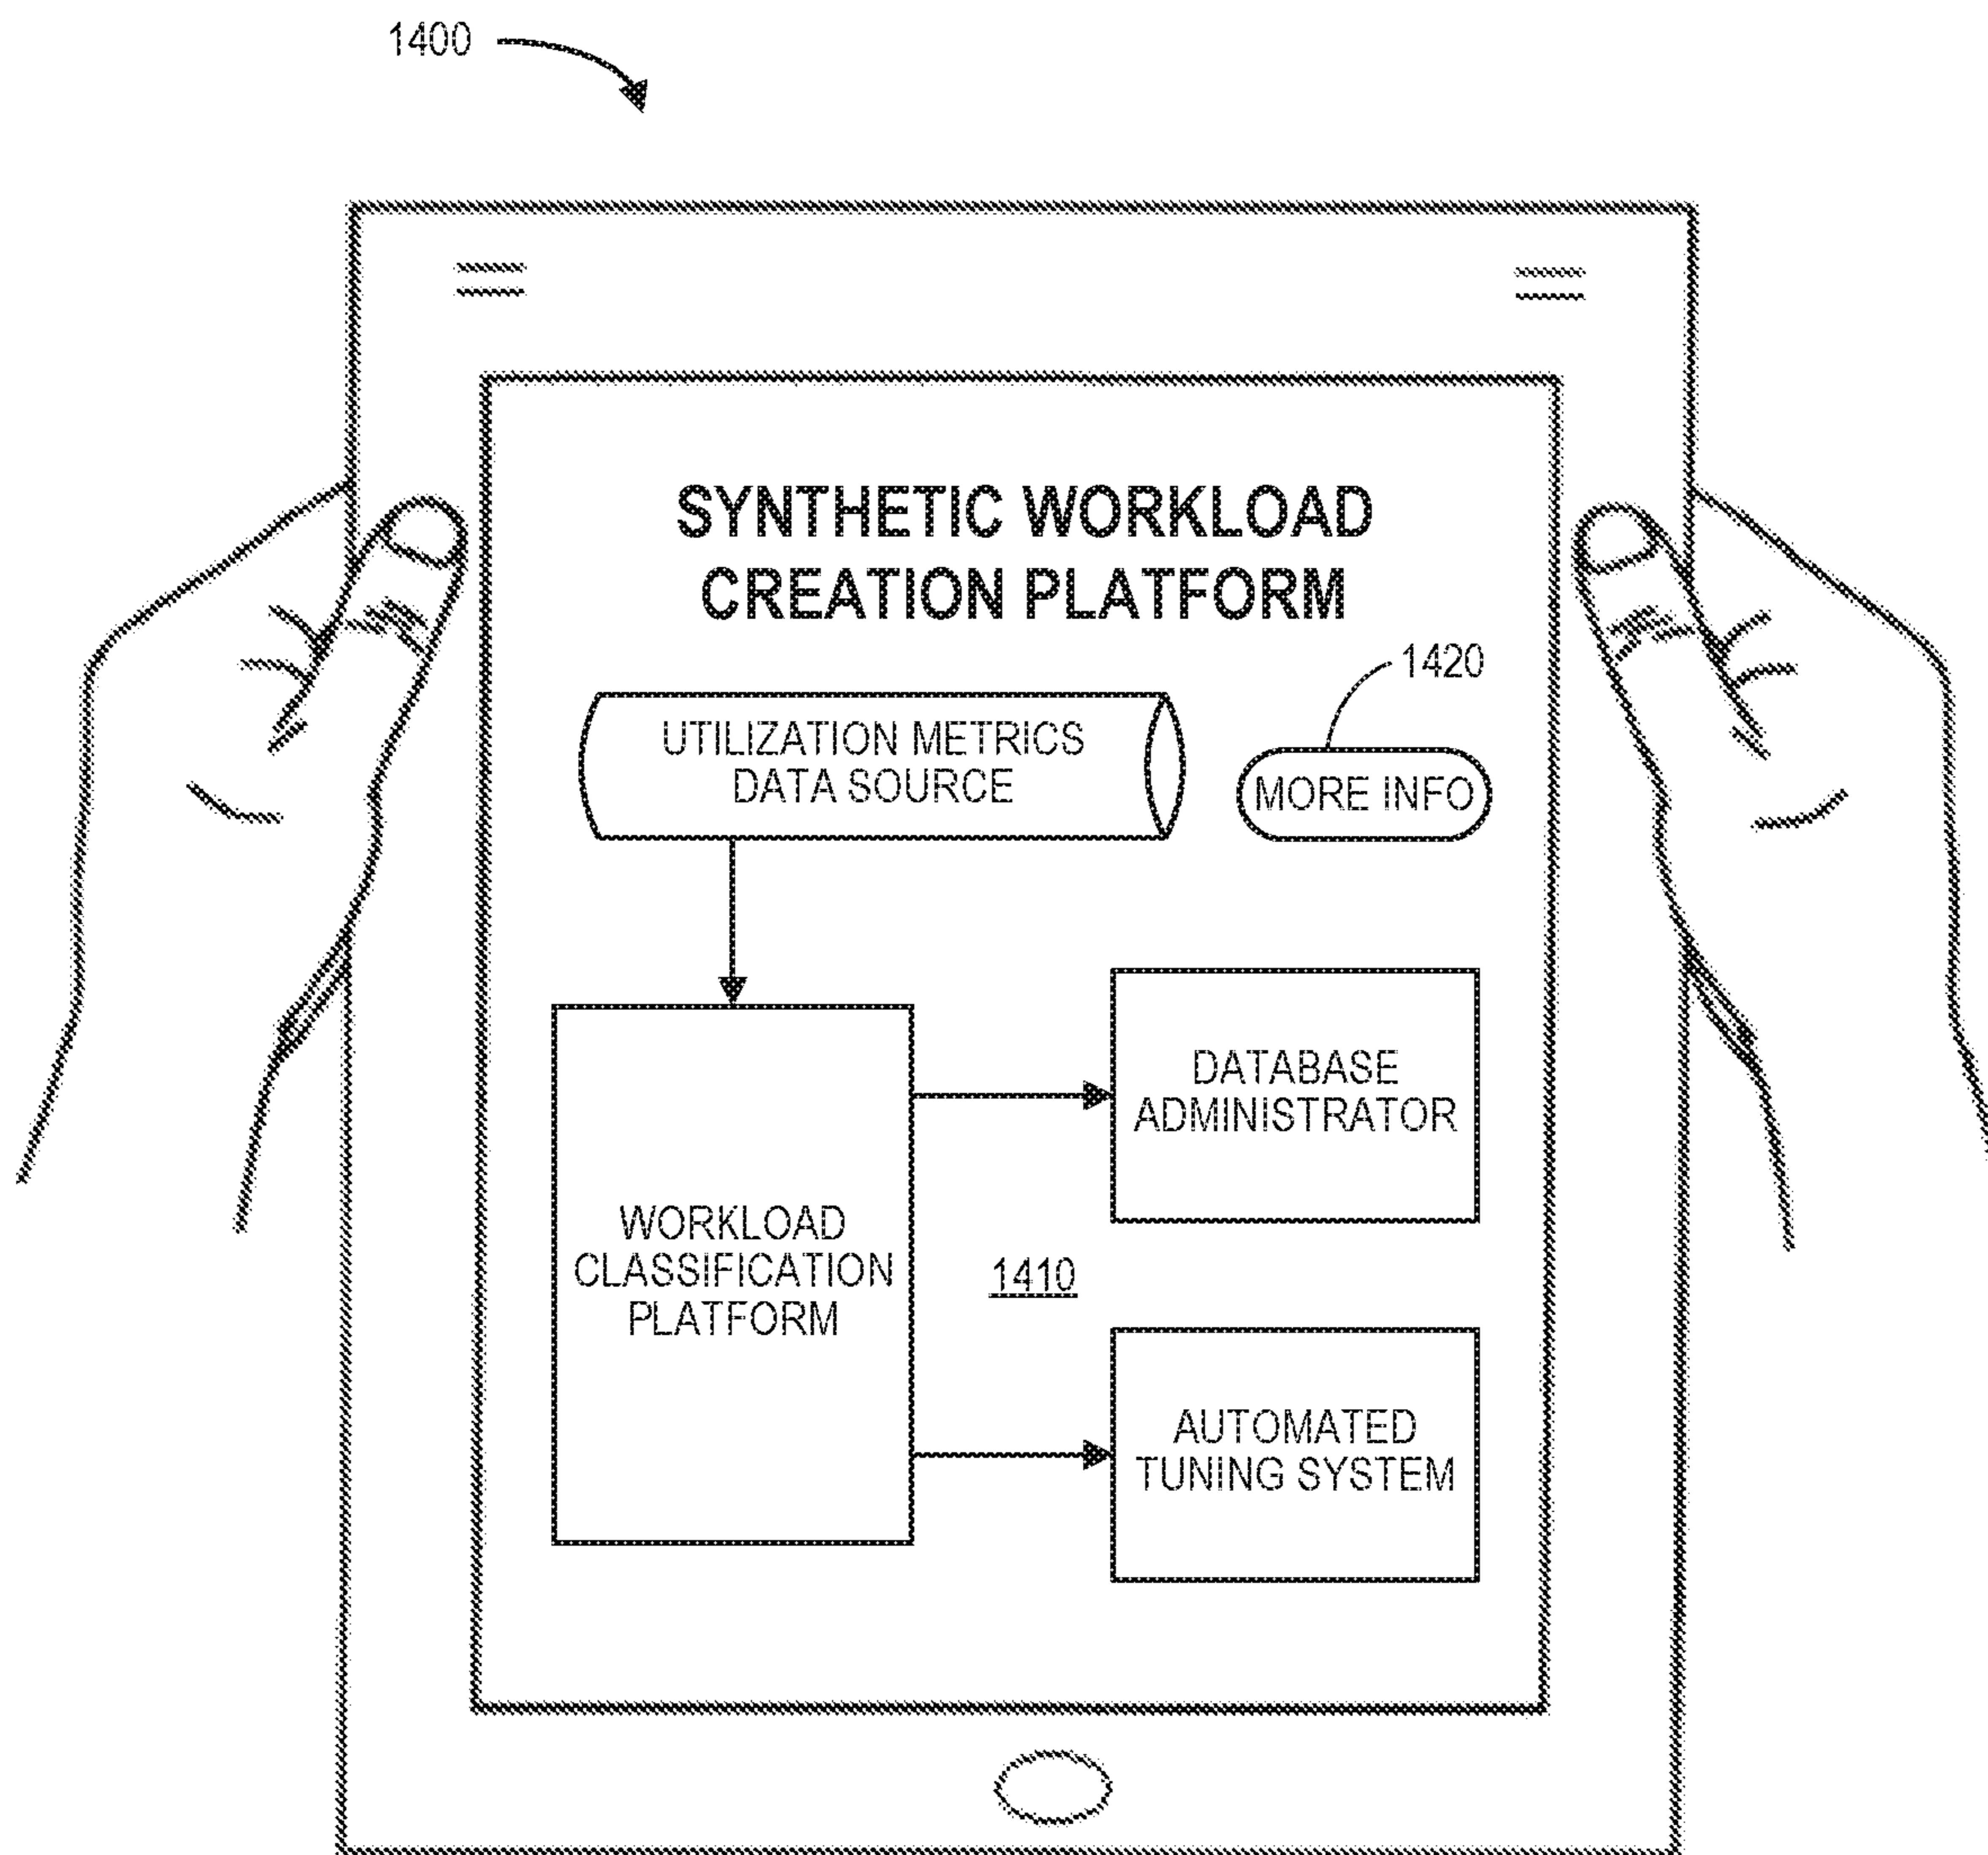 1400
SYNTHETIC WORKLOAD
CREATION PLATFORM
1420
UTILIZATION METRICS
DATA SOURCE
MORE INFO
DATABASE
ADMINISTRATOR
WORKLOAD
CLASSIFICATION
PLATFORM
1410
AUTOMATED
TUNING SYSTEM